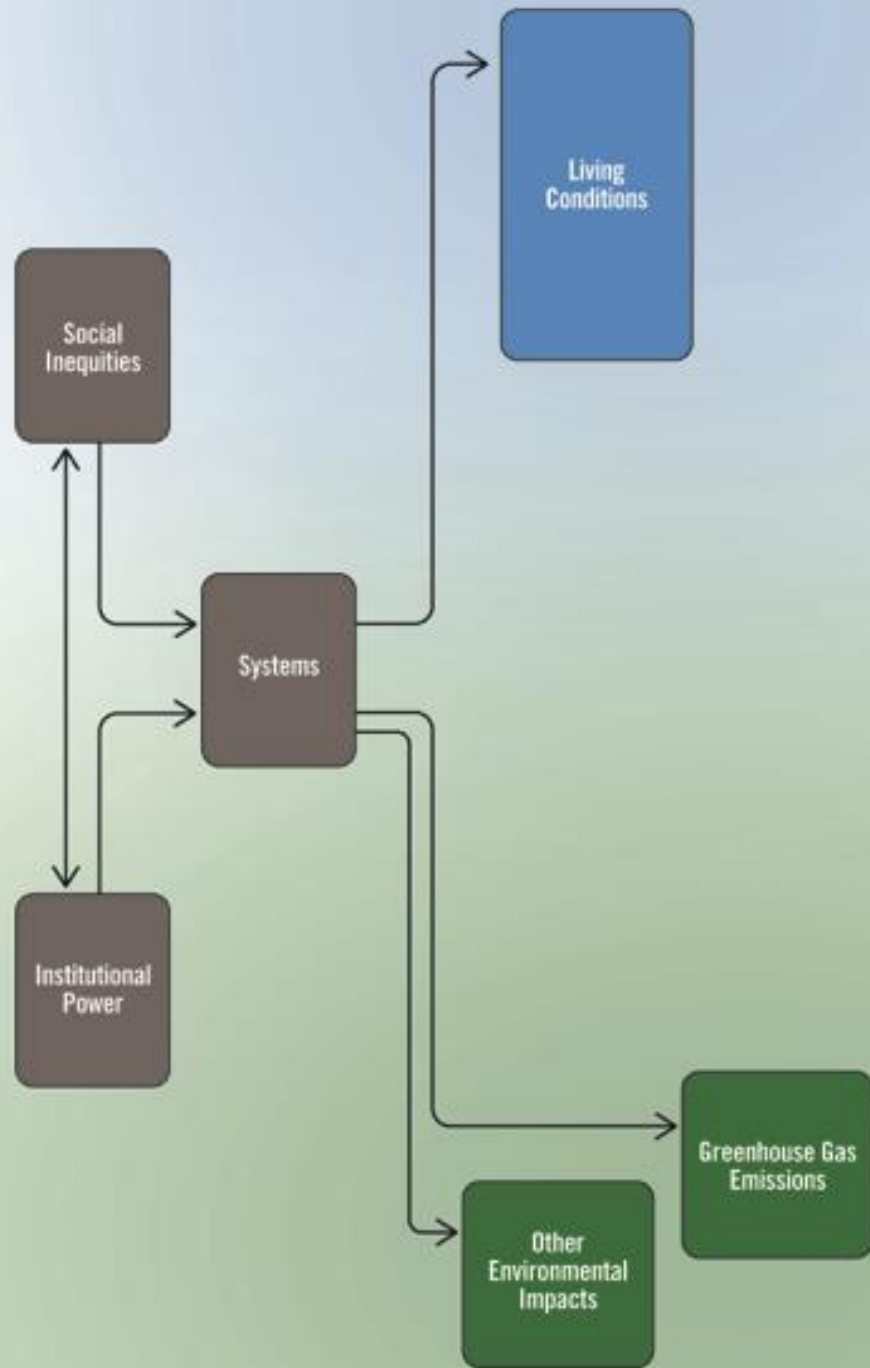 Living
Conditions
Social
Inequities
Systems
Institutional
Power
Greenhouse Gas
Emissions
Other
Environmental
Impacts